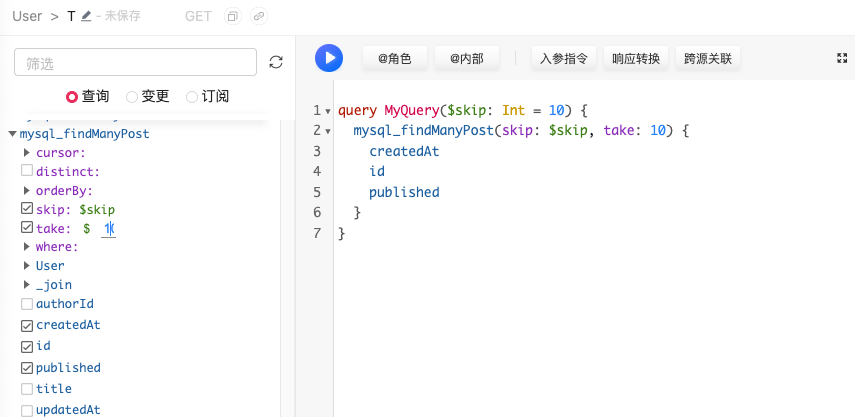 User > T - 未保存 GET
筛选
查询 变更 订阅
mysql_findManyPost
cursor:
distinct:
orderBy:
skip: $skip
take: $ 10
where:
User
_join
authorId
createdAt
id
published
title
updatedAt
@角色 @内部 入参指令 响应转换 跨源关联
1 query MyQuery($skip: Int = 10) {
2 mysql_findManyPost(skip: $skip, take: 10) {
3 createdAt
4 id
5 published
6 }
7 }